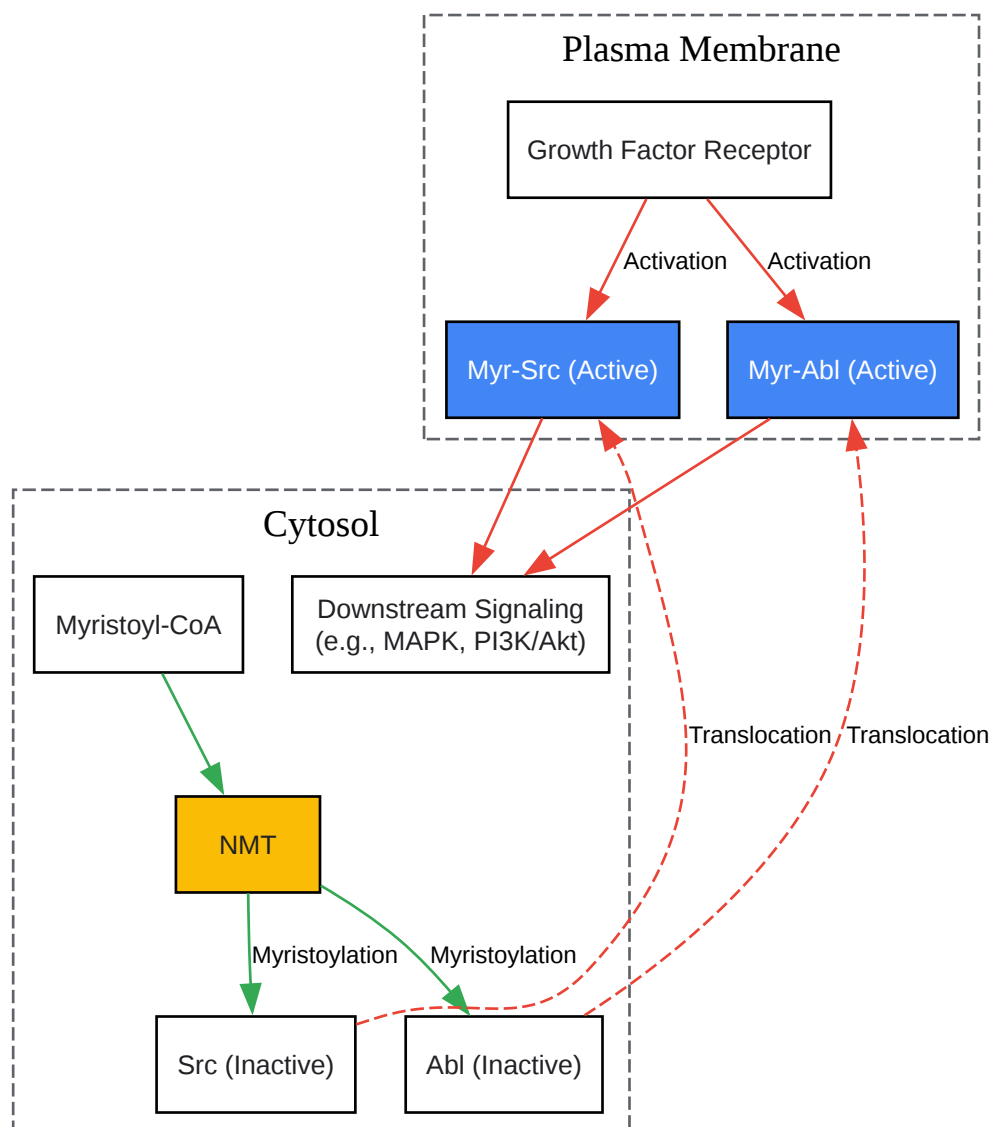 Plasma Membrane
Growth Factor Receptor
Activation
Activation
Myr-Src (Active)
Myr-Abl (Active)
Cytosol
Myristoyl-CoA
Downstream Signaling
(e.g., MAPK, PI3K/Akt)
Translocation
Translocation
NMT
Myristoylation
Myristoylation
Src (Inactive)
Abl (Inactive)